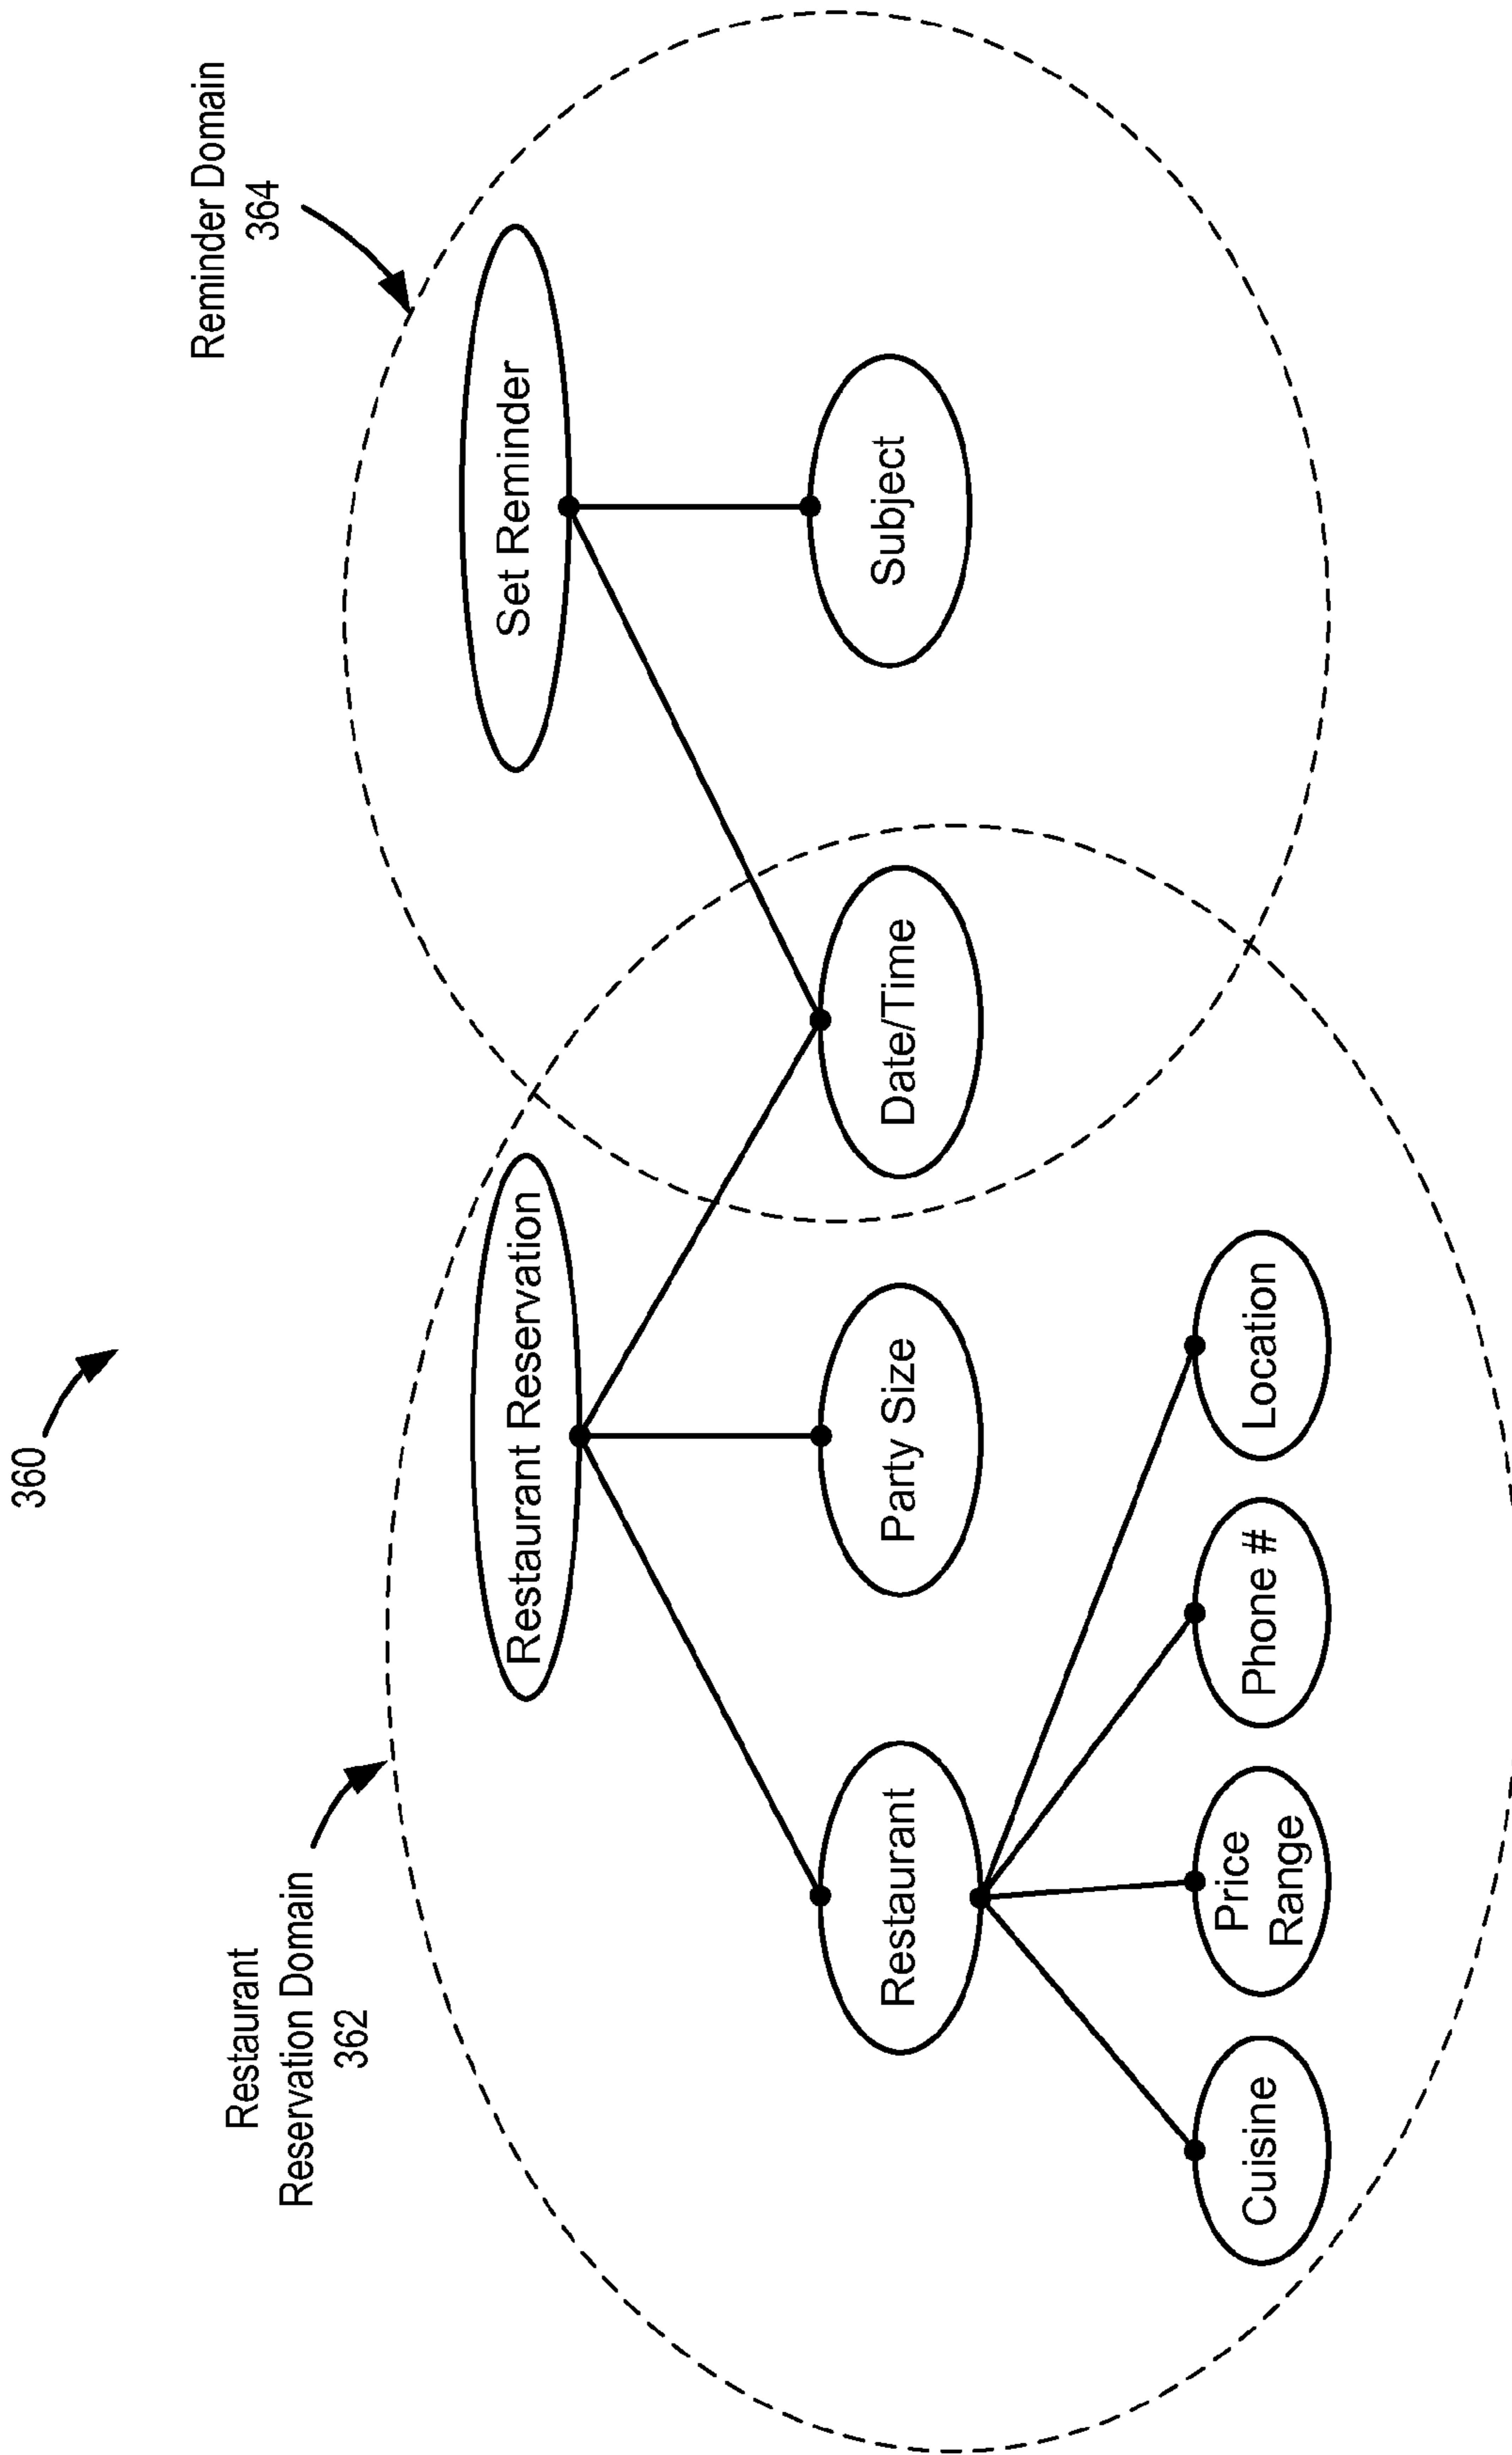 360
Restaurant
Reservation Domain
362
Reminder Domain
364
Restaurant Reservation
Set Reminder
Restaurant
Party Size
Date/Time
Subject
Cuisine
Price
Range
Phone #
Location